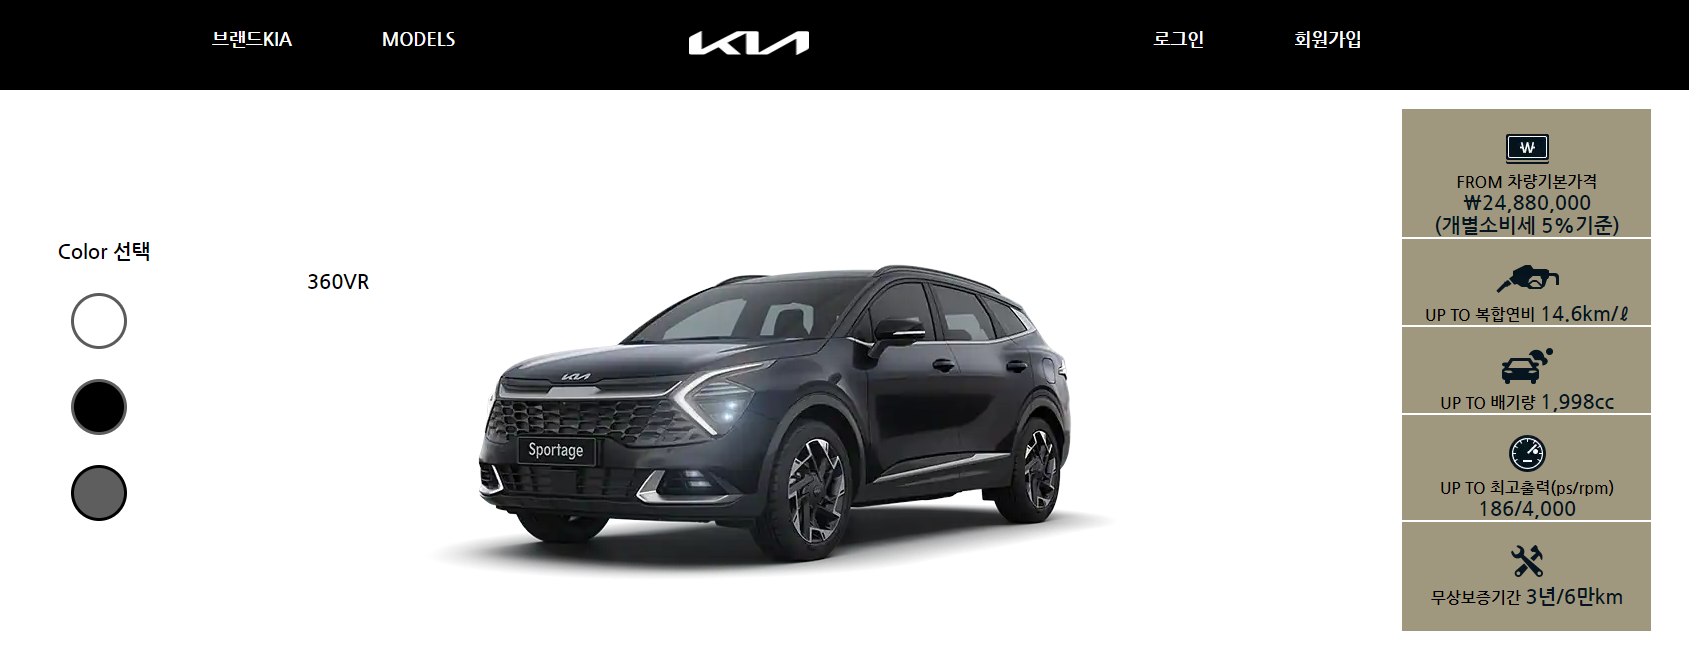 브랜드KIA
MODELS
KIA
로그인
회원가입
Color 선택
360VR
KIA
Sportage
₩
FROM 차량기본가격
₩24,880,000
(개별소비세 5%기준)
UP TO 복합연비 14.6km/ℓ
UP TO 배기량 1,998cc
UP TO 최고출력(ps/rpm)
186/4,000
무상보증기간 3년/6만km